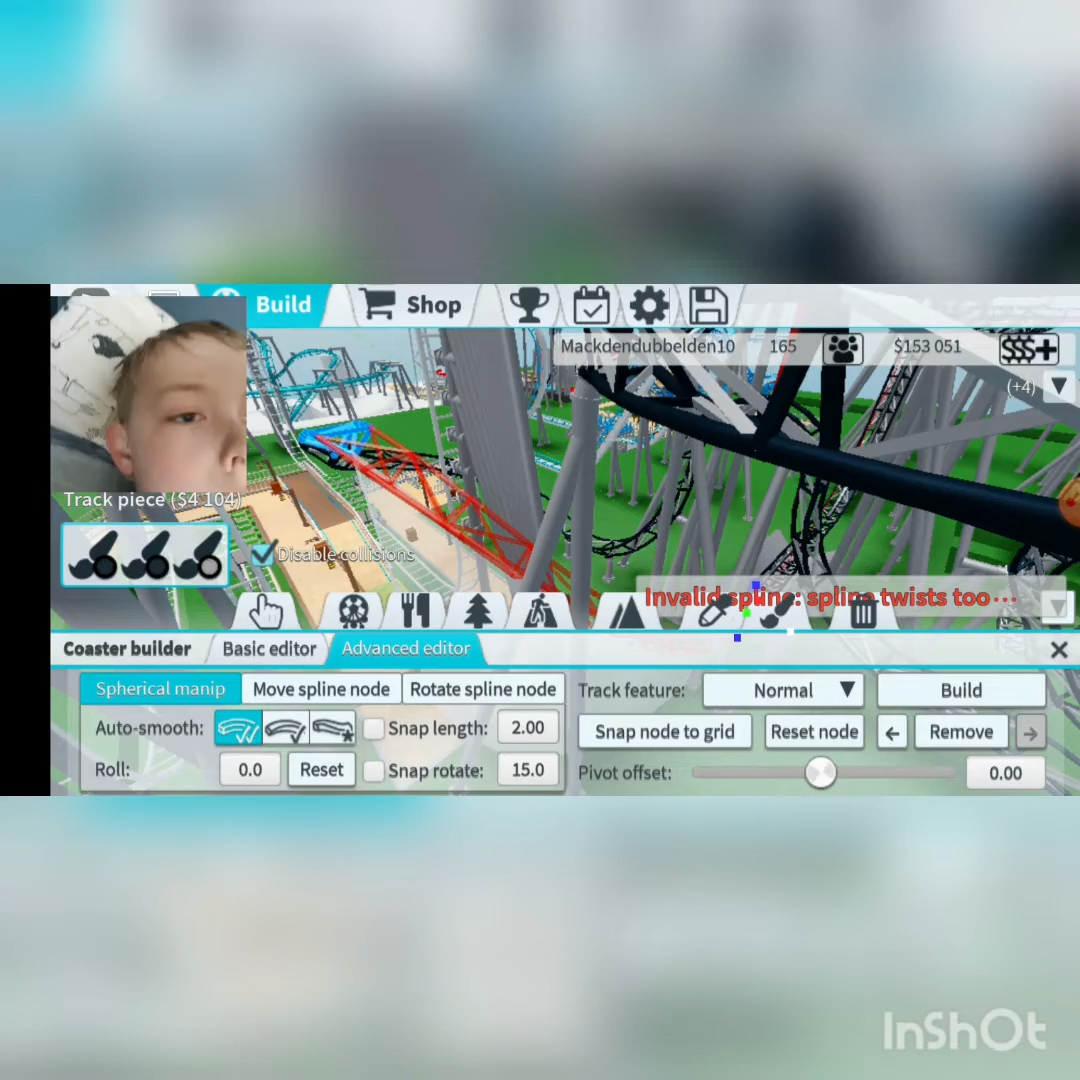 Build
Shop
Mackdendubbelden10 165 $153 051
$$$+
(+4)
Track piece ($4 104)
Disable collisions
Invalid spline: spline twists too...
Coaster builder
Basic editor
Advanced editor
Spherical manip
Move spline node
Rotate spline node
Track feature:
Normal
Build
Auto-smooth:
Snap length:
2.00
Snap node to grid
Reset node
Remove
Roll:
0.0
Reset
Snap rotate:
15.0
Pivot offset:
0.00
InShOt